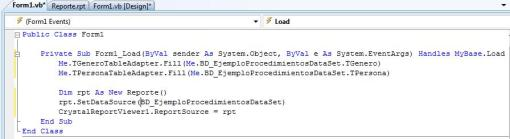 Form1.vb* Reporte.rpt Form1.vb [Design]*
(Form1 Events) Load
Public Class Form1
Private Sub Form1_Load(ByVal sender As System.Object, ByVal e As System.EventArgs) Handles MyBase.Load
Me.TGeneroTableAdapter.Fill(Me.BD_EjemploProcedimientosDataSet.TGenero)
Me.TPersonaTableAdapter.Fill(Me.BD_EjemploProcedimientosDataSet.TPersona)
Dim rpt As New Reporte()
rpt.SetDataSource(BD_EjemploProcedimientosDataSet)
CrystalReportViewer1.ReportSource = rpt
End Sub
End Class